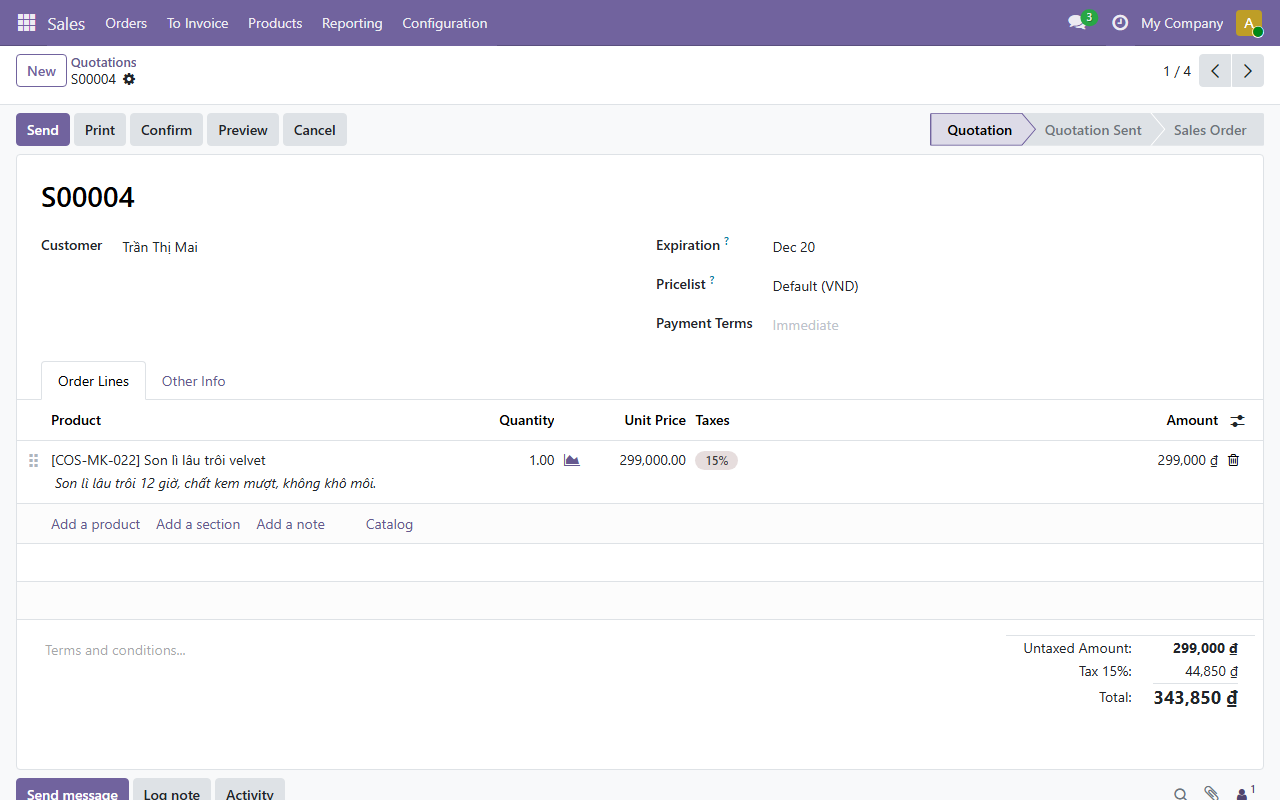 Sales Orders To Invoice Products Reporting Configuration 3 My Company A
New Quotations 1 / 4
S00004
Send Print Confirm Preview Cancel Quotation Quotation Sent Sales Order
S00004
Customer Trần Thị Mai Expiration ? Dec 20
Pricelist ? Default (VND)
Payment Terms Immediate
Order Lines Other Info
Product Quantity Unit Price Taxes Amount
[COS-MK-022] Son lì lâu trôi velvet 1.00 299,000.00 15% 299,000 ₫
Son lì lâu trôi 12 giờ, chất kem mượt, không khô môi.
Add a product Add a section Add a note Catalog
Terms and conditions... Untaxed Amount: 299,000 ₫
Tax 15%: 44,850 ₫
Total: 343,850 ₫
Send message Log note Activity 1